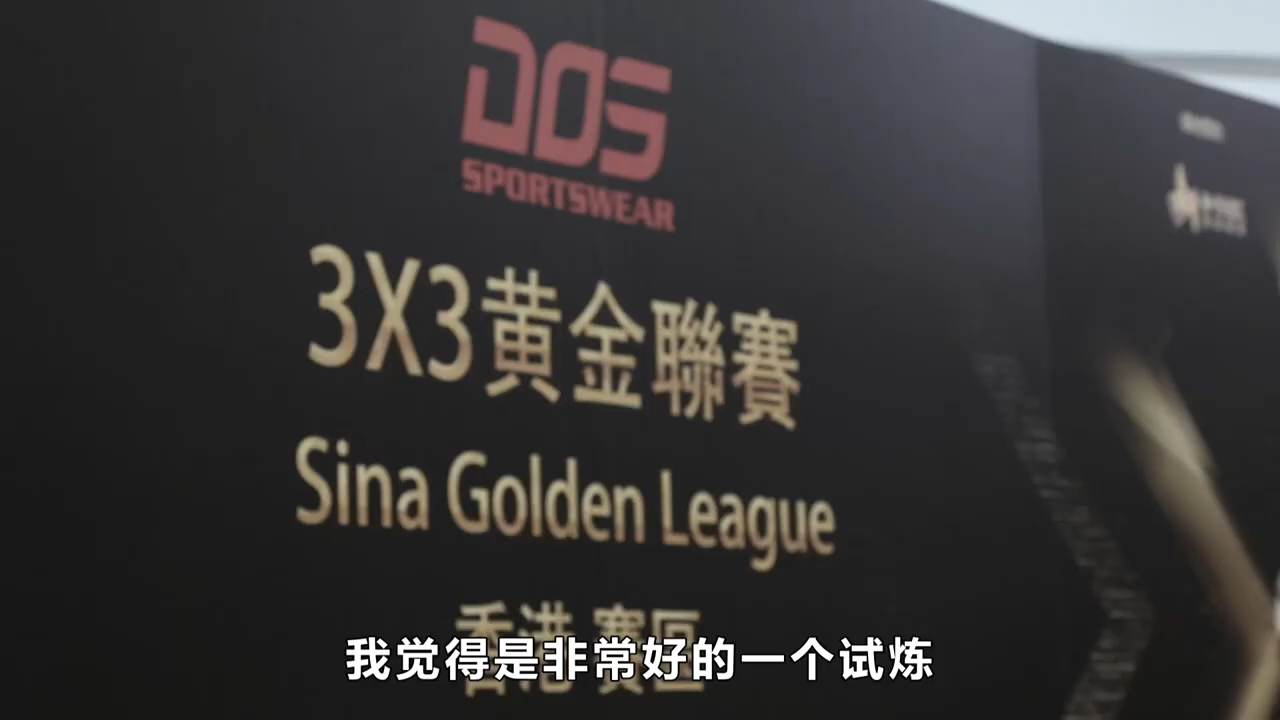 DOS
SPORTSWEAR
3X3黄金聯賽
Sina Golden League
香港 賽區
我觉得是非常好的一个试炼